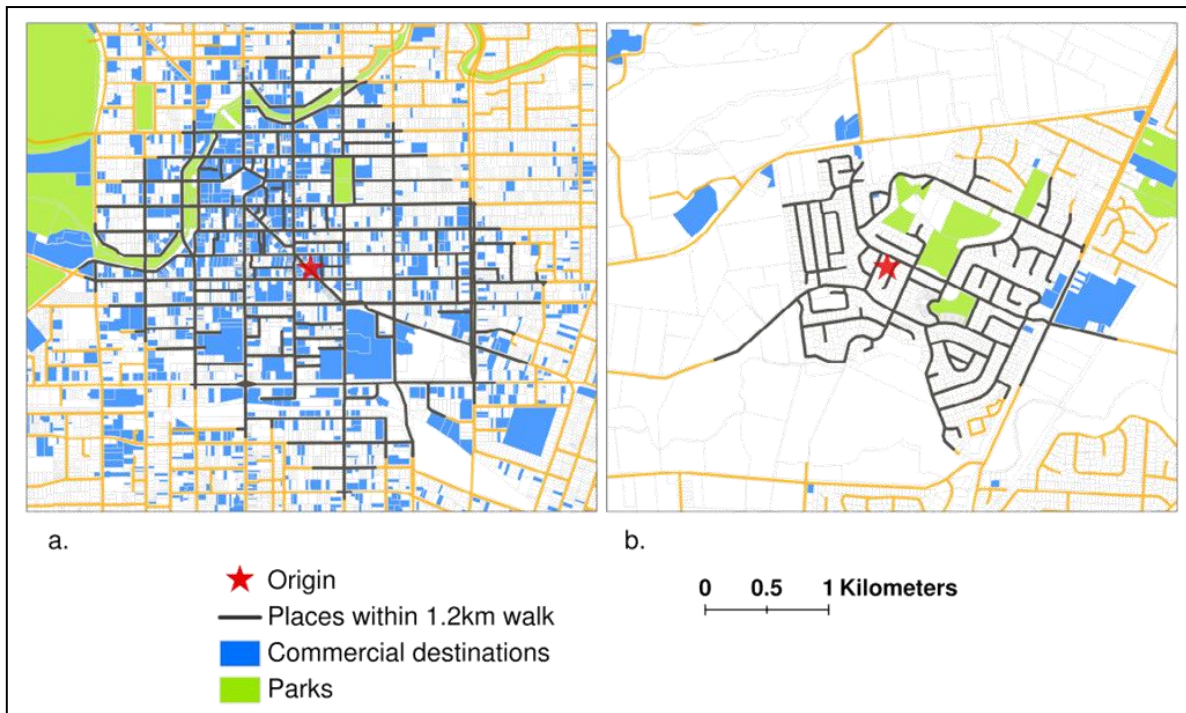 a.
b.
Origin
Places within 1.2km walk
Commercial destinations
Parks
0 0.5 1 Kilometers